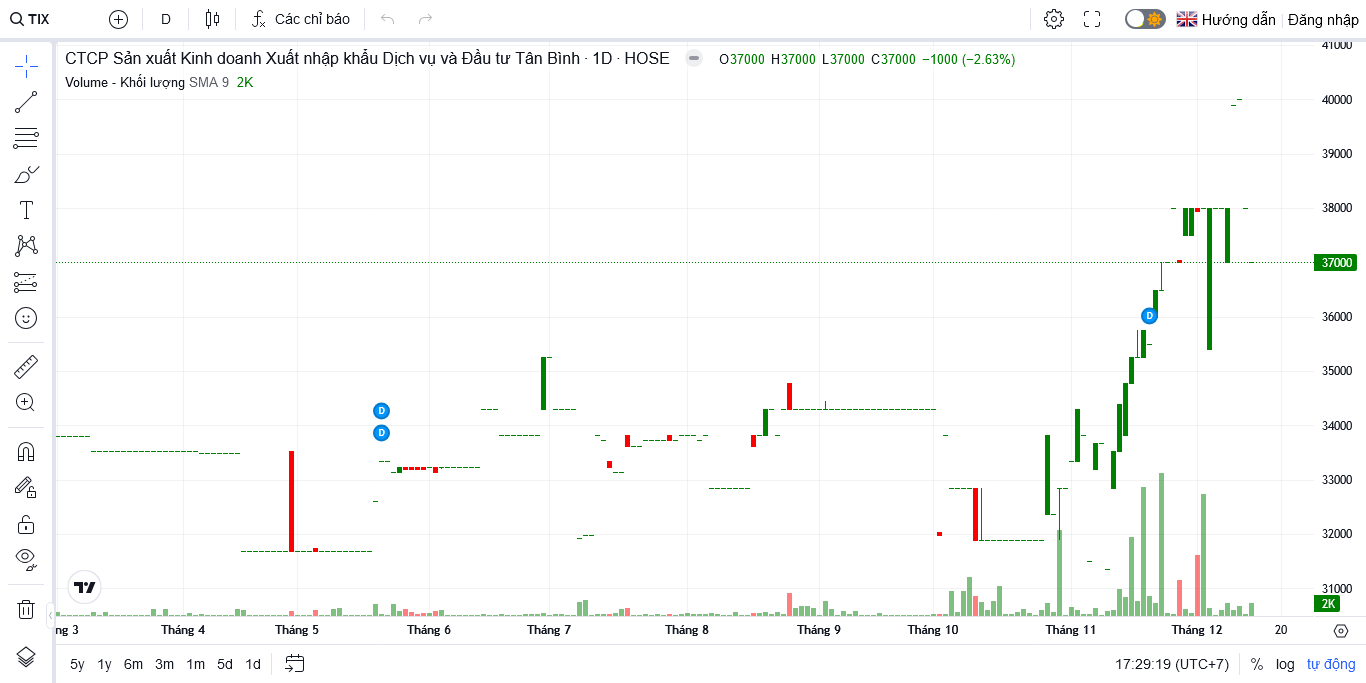 TIX D Các chỉ báo Hướng dẫn Đăng nhập
CTCP Sản xuất Kinh doanh Xuất nhập khẩu Dịch vụ và Đầu tư Tân Bình · 1D · HOSE O37000 H37000 L37000 C37000 −1000 (−2.63%)
Volume - Khối lượng SMA 9 2K
41000
40000
39000
38000
37000
36000
35000
34000
33000
32000
31000
2K
D
D
D
ng 3 Tháng 4 Tháng 5 Tháng 6 Tháng 7 Tháng 8 Tháng 9 Tháng 10 Tháng 11 Tháng 12 20
5y 1y 6m 3m 1m 5d 1d 17:29:19 (UTC+7) % log tự động